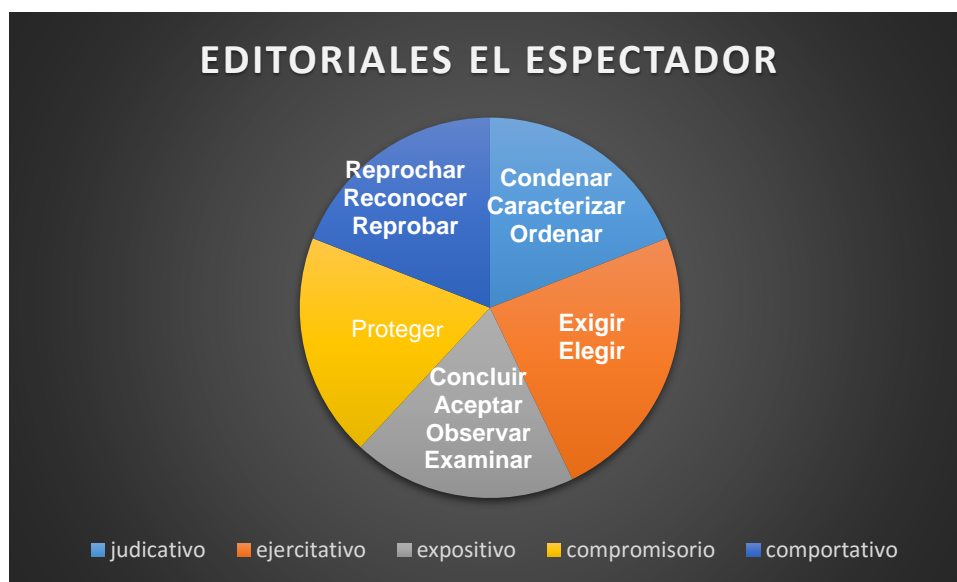 EDITORIALES EL ESPECTADOR
Reprochar
Reconocer
Reprobar
Condenar
Caracterizar
Ordenar
Proteger
Exigir
Elegir
Concluir
Aceptar
Observar
Examinar
judicativo ejercitativo expositivo compromisorio comportativo